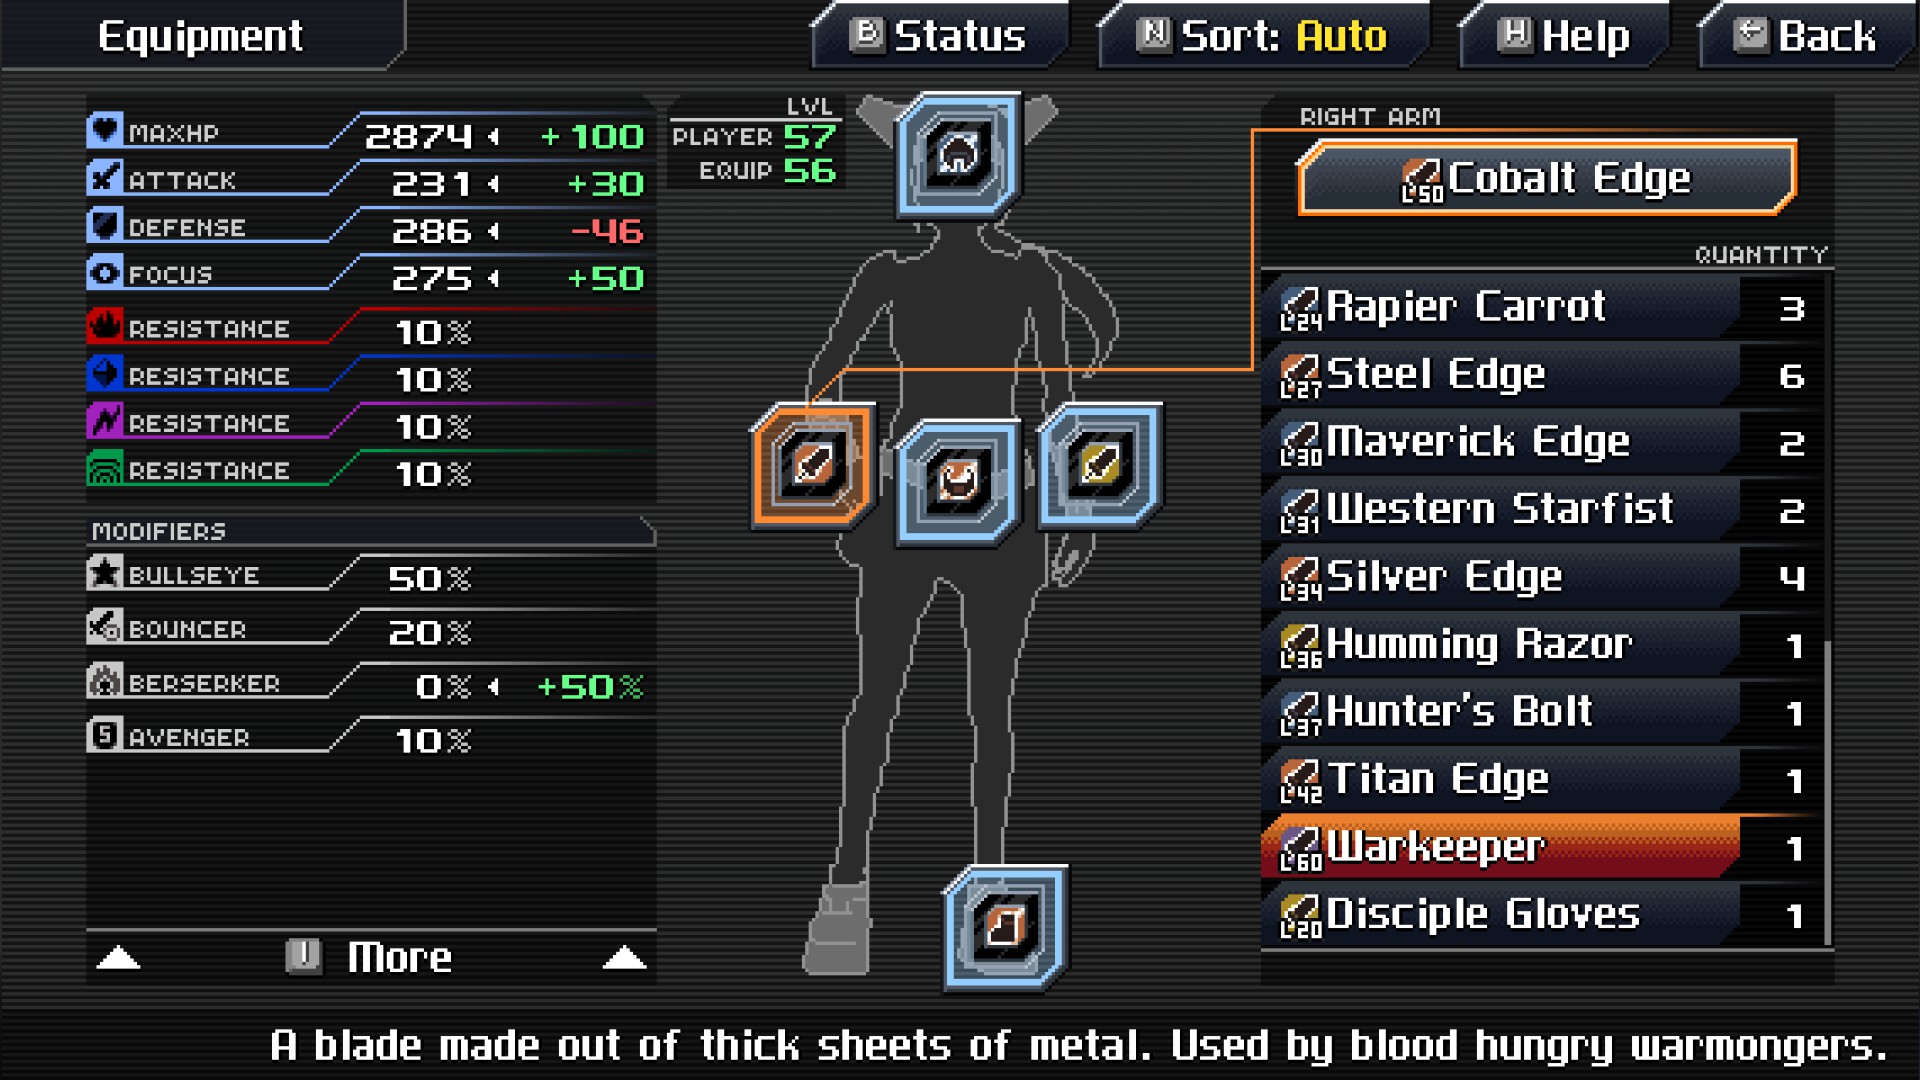 Equipment
B Status
N Sort: Auto
H Help
← Back
MAXHP 2874 + 100
ATTACK 231 +30
DEFENSE 286 -46
FOCUS 275 +50
RESISTANCE 10%
RESISTANCE 10%
RESISTANCE 10%
RESISTANCE 10%
MODIFIERS
BULLSEYE 50%
BOUNCER 20%
BERSERKER 0% +50%
S AVENGER 10%
More
LVL
PLAYER 57
EQUIP 56
RIGHT ARM
L50 Cobalt Edge
QUANTITY
L24 Rapier Carrot 3
L27 Steel Edge 6
L30 Maverick Edge 2
L31 Western Starfist 2
L34 Silver Edge 4
L36 Humming Razor 1
L37 Hunter's Bolt 1
L42 Titan Edge 1
L60 Warkeeper 1
L20 Disciple Gloves 1
A blade made out of thick sheets of metal. Used by blood hungry warmongers.